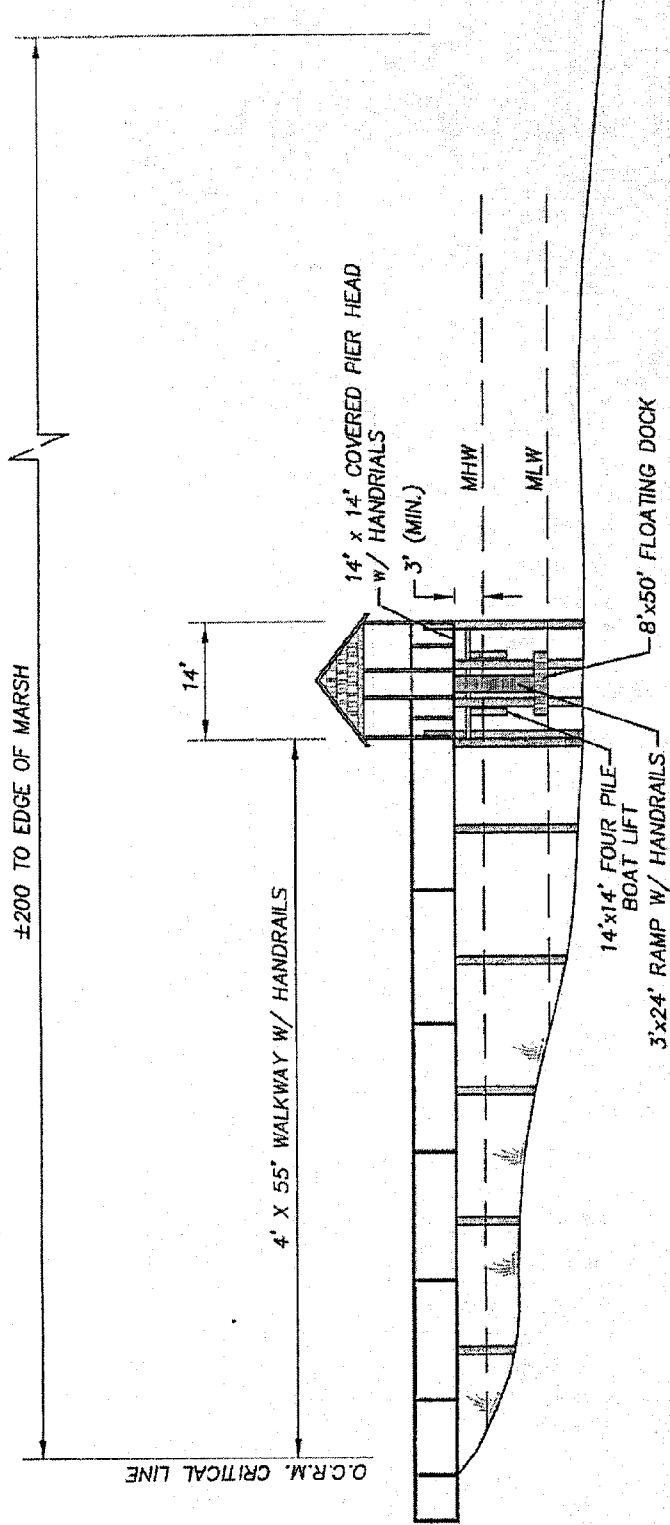 ±200 TO EDGE OF MARSH
O.C.R.M. CRITICAL LINE
4' X 55' WALKWAY W/ HANDRAILS
14'
14' x 14' COVERED PIER HEAD
w/ HANDRIALS
3' (MIN.)
MHW
MLW
8'x50' FLOATING DOCK
14'x14' FOUR PILE
BOAT LIFT
3'x24' RAMP W/ HANDRAILS